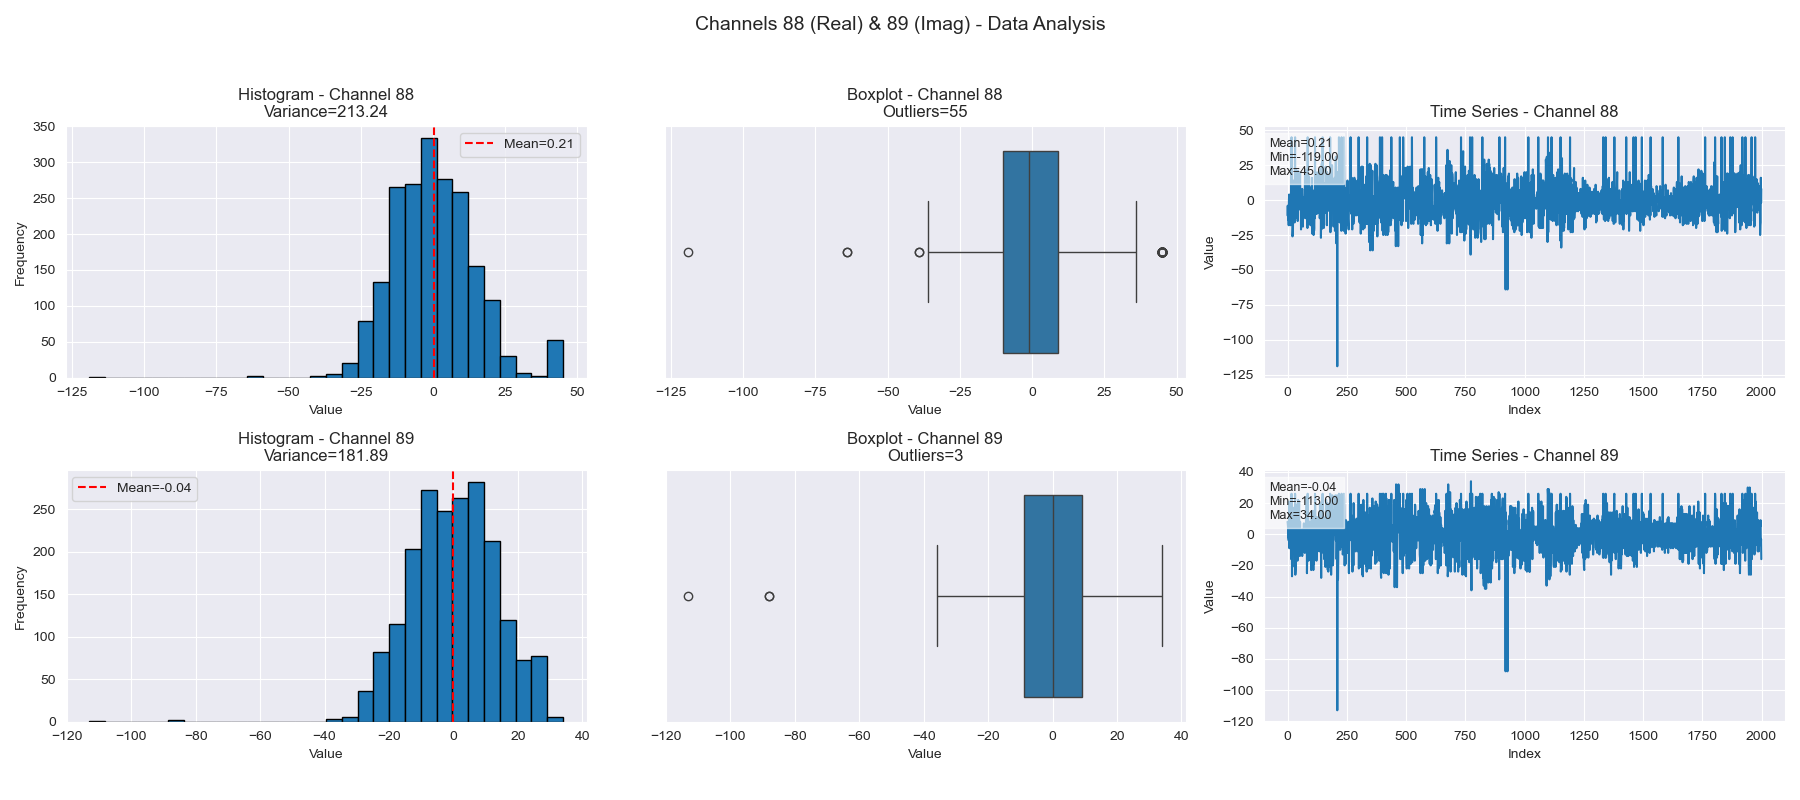 Channels 88 (Real) & 89 (Imag) - Data Analysis
Histogram - Channel 88
Variance=213.24
Mean=0.21
Frequency
350
300
250
200
150
100
50
0
−125
−100
−75
−50
−25
0
25
50
Value
Boxplot - Channel 88
Outliers=55
−125
−100
−75
−50
−25
0
25
50
Value
Time Series - Channel 88
Mean=0.21
Min=-119.00
Max=45.00
Value
50
25
0
−25
−50
−75
−100
−125
0
250
500
750
1000
1250
1500
1750
2000
Index
Histogram - Channel 89
Variance=181.89
Mean=-0.04
Frequency
250
200
150
100
50
0
−120
−100
−80
−60
−40
−20
0
20
40
Value
Boxplot - Channel 89
Outliers=3
−120
−100
−80
−60
−40
−20
0
20
40
Value
Time Series - Channel 89
Mean=-0.04
Min=-113.00
Max=34.00
Value
40
20
0
−20
−40
−60
−80
−100
−120
0
250
500
750
1000
1250
1500
1750
2000
Index